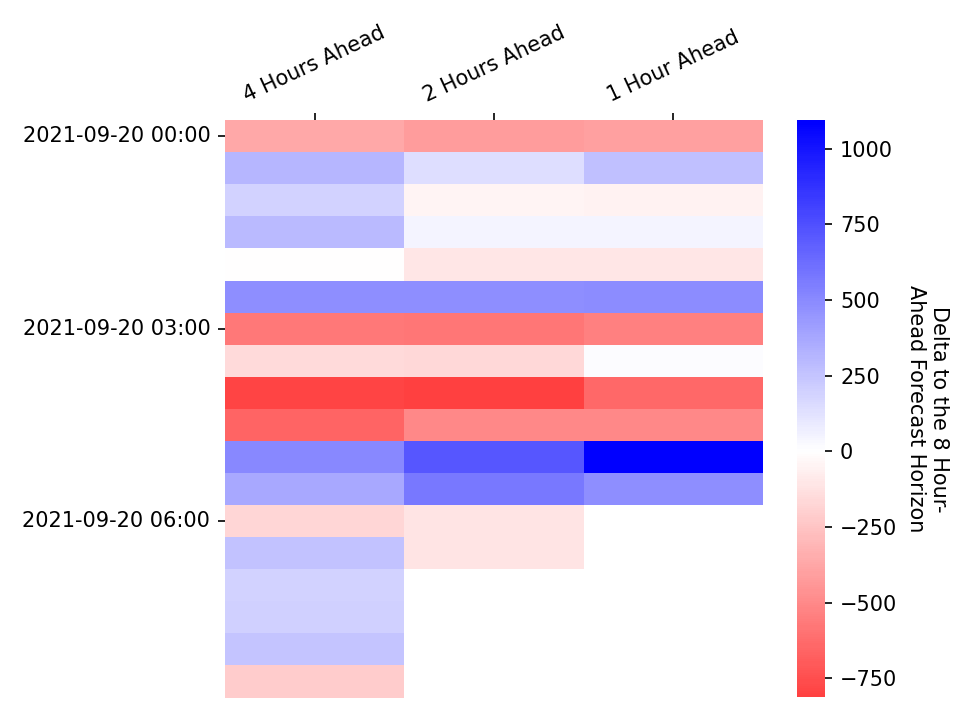 4 Hours Ahead
2 Hours Ahead
1 Hour Ahead
2021-09-20 00:00
2021-09-20 03:00
2021-09-20 06:00
1000
750
500
250
0
−250
−500
−750
Delta to the 8 Hour-
Ahead Forecast Horizon